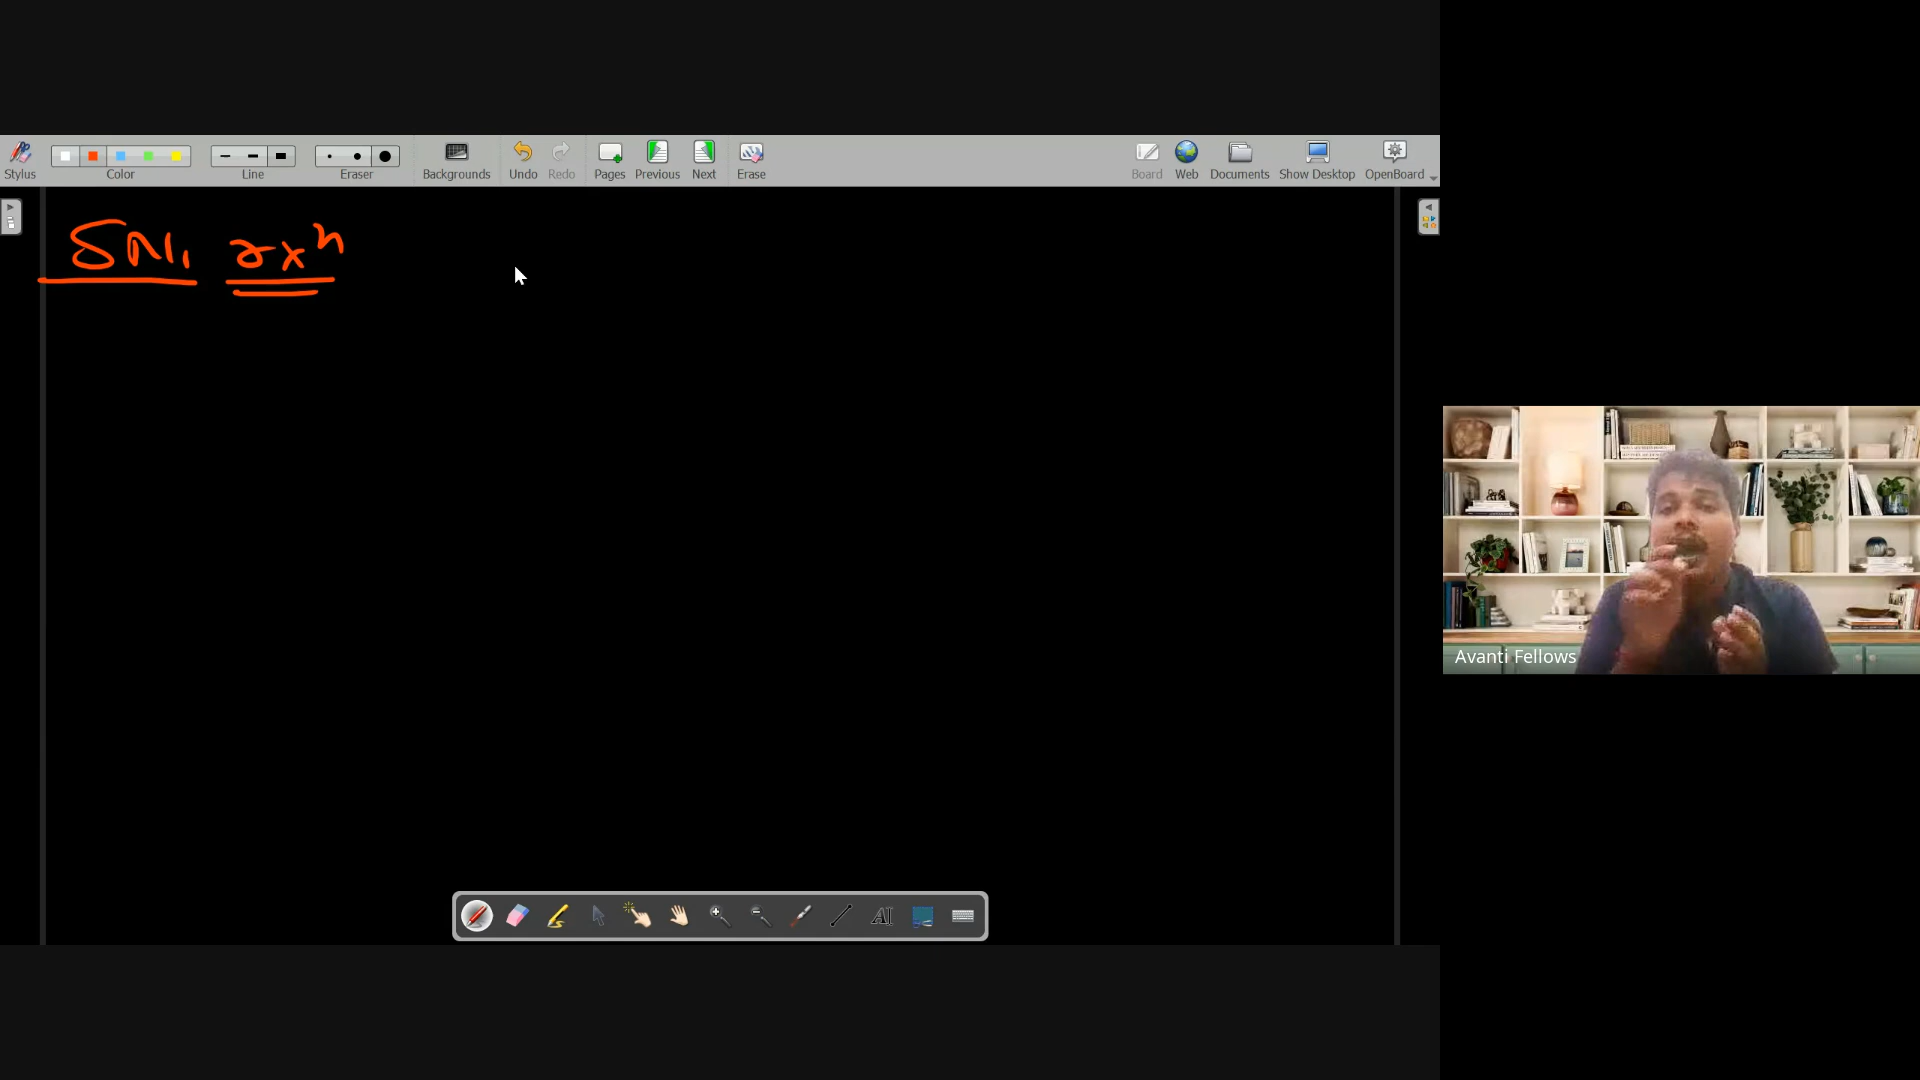 Stylus Color Line Eraser Backgrounds Undo Redo Pages Previous Next Erase Board Web Documents Show Desktop OpenBoard
SN1 rxn
AI
Avanti Fellows